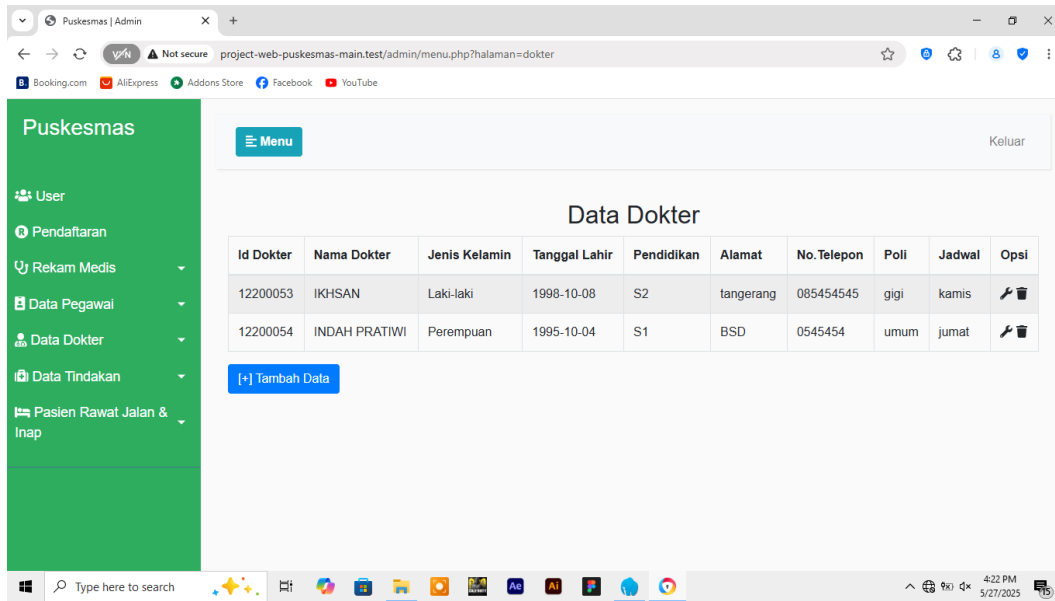 Puskesmas | Admin
VPN Not secure project-web-puskesmas-main.test/admin/menu.php?halaman=dokter
B. Booking.com AliExpress Addons Store Facebook YouTube
Puskesmas
Menu
Keluar
User
Pendaftaran
Rekam Medis
Data Pegawai
Data Dokter
Data Tindakan
Pasien Rawat Jalan &
Inap
Data Dokter
Id Dokter Nama Dokter Jenis Kelamin Tanggal Lahir Pendidikan Alamat No.Telepon Poli Jadwal Opsi
12200053 IKHSAN Laki-laki 1998-10-08 S2 tangerang 085454545 gigi kamis
12200054 INDAH PRATIWI Perempuan 1995-10-04 S1 BSD 0545454 umum jumat
[+] Tambah Data
Type here to search
Ae
Ai
4:22 PM
5/27/2025
15